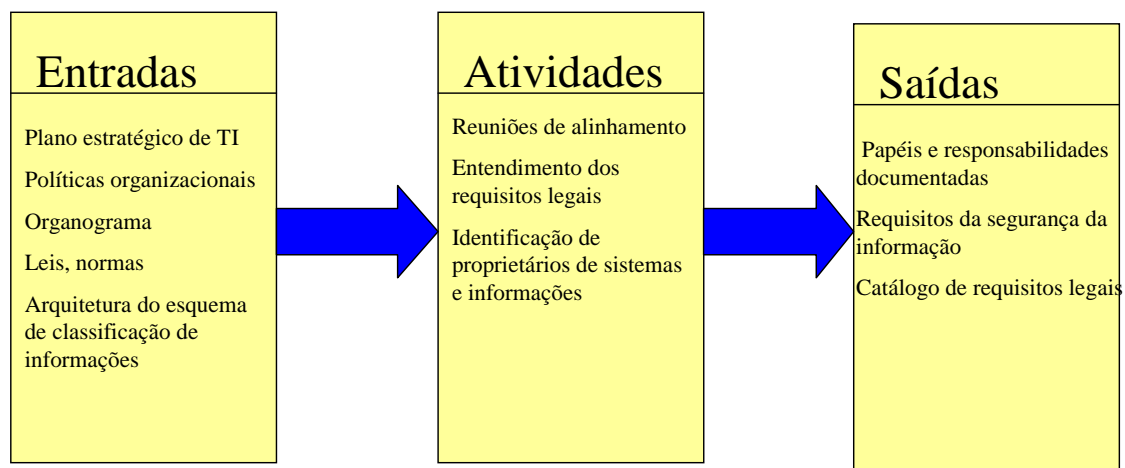 Entradas
Plano estratégico de TI
Políticas organizacionais
Organograma
Leis, normas
Arquitetura do esquema
de classificação de
informações
Atividades
Reuniões de alinhamento
Entendimento dos
requisitos legais
Identificação de
proprietários de sistemas
e informações
Saídas
Papéis e responsabilidades
documentadas
Requisitos da segurança da
informação
Catálogo de requisitos legais